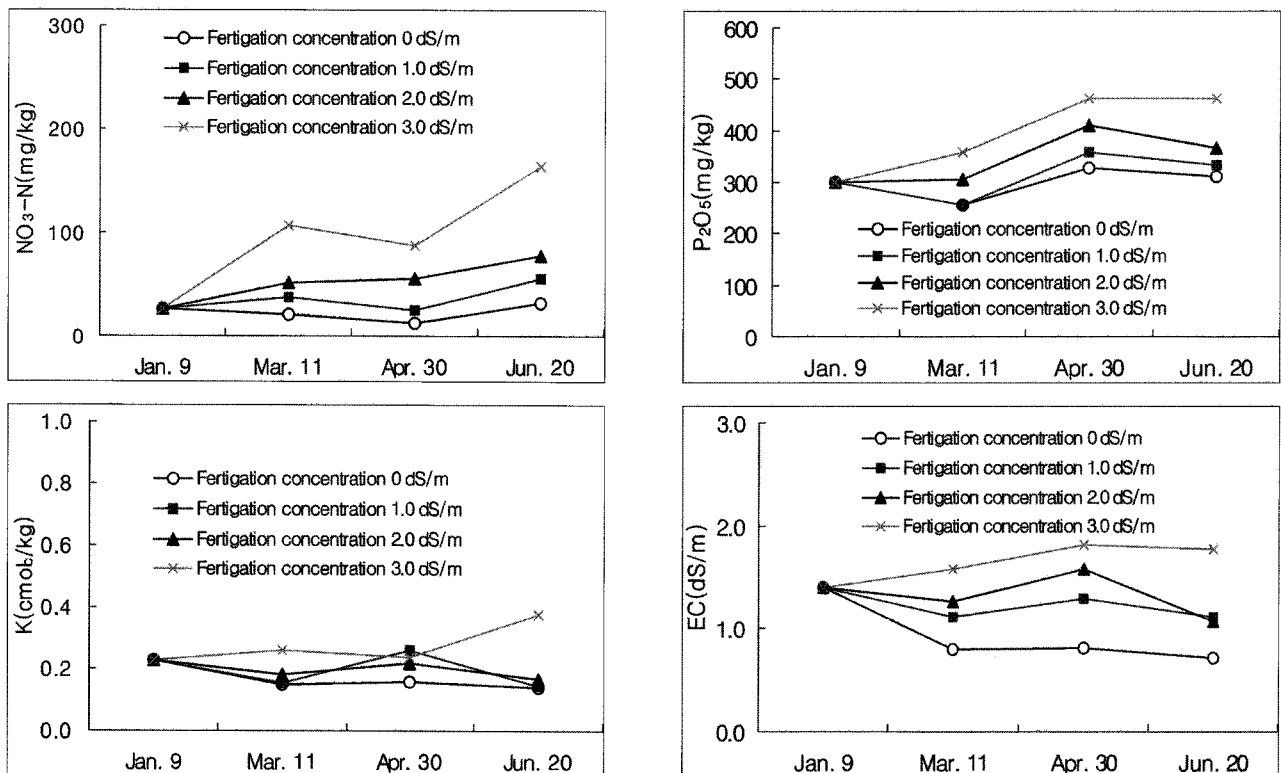 NO₃-N(mg/kg)
300
200
100
0
Fertigation concentration 0 dS/m
Fertigation concentration 1.0 dS/m
Fertigation concentration 2.0 dS/m
Fertigation concentration 3.0 dS/m
Jan. 9 Mar. 11 Apr. 30 Jun. 20
P₂O₅(mg/kg)
600
500
400
300
200
100
0
Fertigation concentration 0 dS/m
Fertigation concentration 1.0 dS/m
Fertigation concentration 2.0 dS/m
Fertigation concentration 3.0 dS/m
Jan. 9 Mar. 11 Apr. 30 Jun. 20
K(cmob/kg)
1.0
0.8
0.6
0.4
0.2
0.0
Fertigation concentration 0 dS/m
Fertigation concentration 1.0 dS/m
Fertigation concentration 2.0 dS/m
Fertigation concentration 3.0 dS/m
Jan. 9 Mar. 11 Apr. 30 Jun. 20
EC(dS/m)
3.0
2.0
1.0
0.0
Fertigation concentration 0 dS/m
Fertigation concentration 1.0 dS/m
Fertigation concentration 2.0 dS/m
Fertigation concentration 3.0 dS/m
Jan. 9 Mar. 11 Apr. 30 Jun. 20